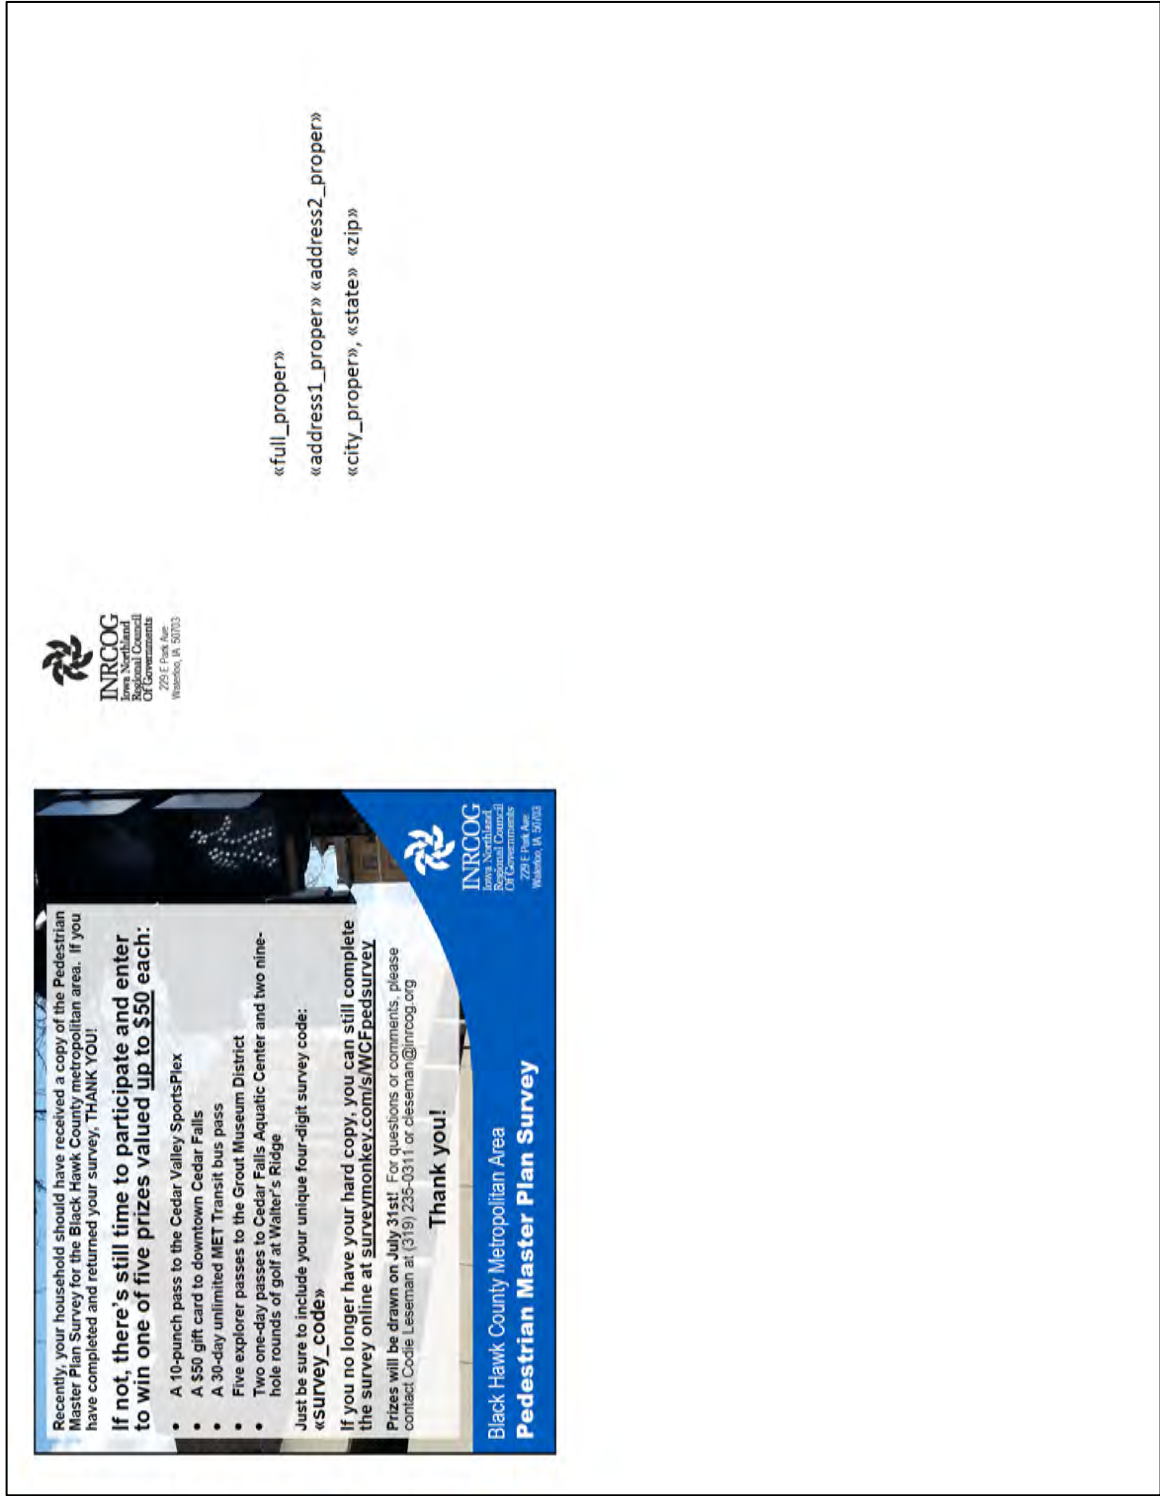 Recently, your household should have received a copy of the Pedestrian
Master Plan Survey for the Black Hawk County metropolitan area.  If you
have completed and returned your survey, THANK YOU!
If not, there's still time to participate and enter
to win one of five prizes valued up to $50 each:
• A 10-punch pass to the Cedar Valley SportsPlex
• A $50 gift card to downtown Cedar Falls
• A 30-day unlimited MET Transit bus pass
• Five explorer passes to the Grout Museum District
• Two one-day passes to Cedar Falls Aquatic Center and two nine-
hole rounds of golf at Walter's Ridge
Just be sure to include your unique four-digit survey code:
«survey_code»
If you no longer have your hard copy, you can still complete
the survey online at surveymonkey.com/s/WCFpedsurvey
Prizes will be drawn on July 31st!  For questions or comments, please
contact Codie Leseman at (319) 235-0311 or cleseman@inrcog.org
Thank you!
Black Hawk County Metropolitan Area
Pedestrian Master Plan Survey
INRCOG
Iowa Northland
Regional Council
Of Governments
229 E Park Ave.
Waterloo, IA 50703
INRCOG
Iowa Northland
Regional Council
Of Governments
229 E Park Ave.
Waterloo, IA 50703
«full_proper»
«address1_proper» «address2_proper»
«city_proper», «state»  «zip»